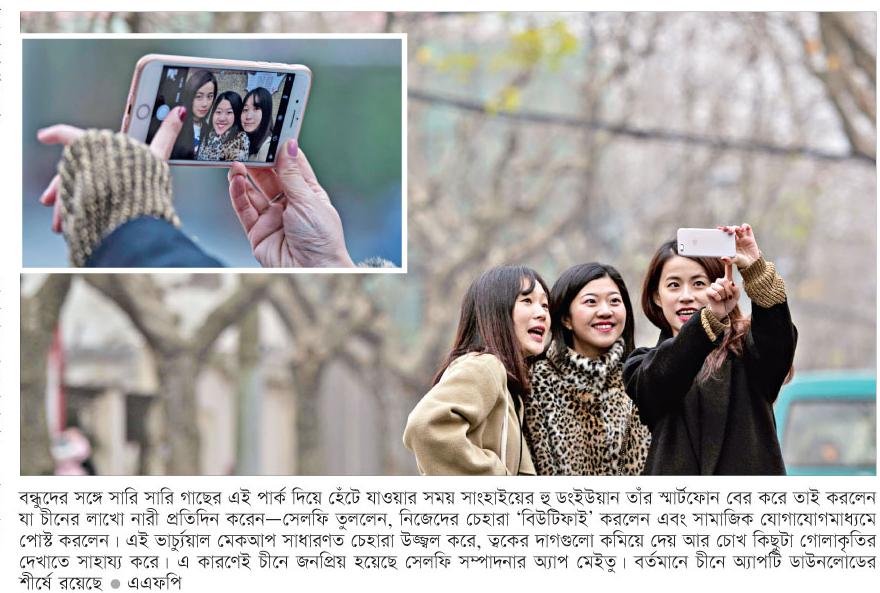 বন্ধুদের সঙ্গে সারি সারি গাছের এই পার্ক দিয়ে হেঁটে যাওয়ার সময় সাংহাইয়ের হু ডংইউয়ান তাঁর স্মার্টফোন বের করে তাই করলেন
যা চীনের লাখো নারী প্রতিদিন করেন—সেলফি তুললেন, নিজেদের চেহারা ‘বিউটিফাই’ করলেন এবং সামাজিক যোগাযোগমাধ্যমে
পোস্ট করলেন। এই ভার্চ্যুয়াল মেকআপ সাধারণত চেহারা উজ্জ্বল করে, ত্বকের দাগগুলো কমিয়ে দেয় আর চোখ কিছুটা গোলাকৃতির
দেখাতে সাহায্য করে। এ কারণেই চীনে জনপ্রিয় হয়েছে সেলফি সম্পাদনার অ্যাপ মেইতু। বর্তমানে চীনে অ্যাপটি ডাউনলোডের
শীর্ষে রয়েছে ● এএফপি